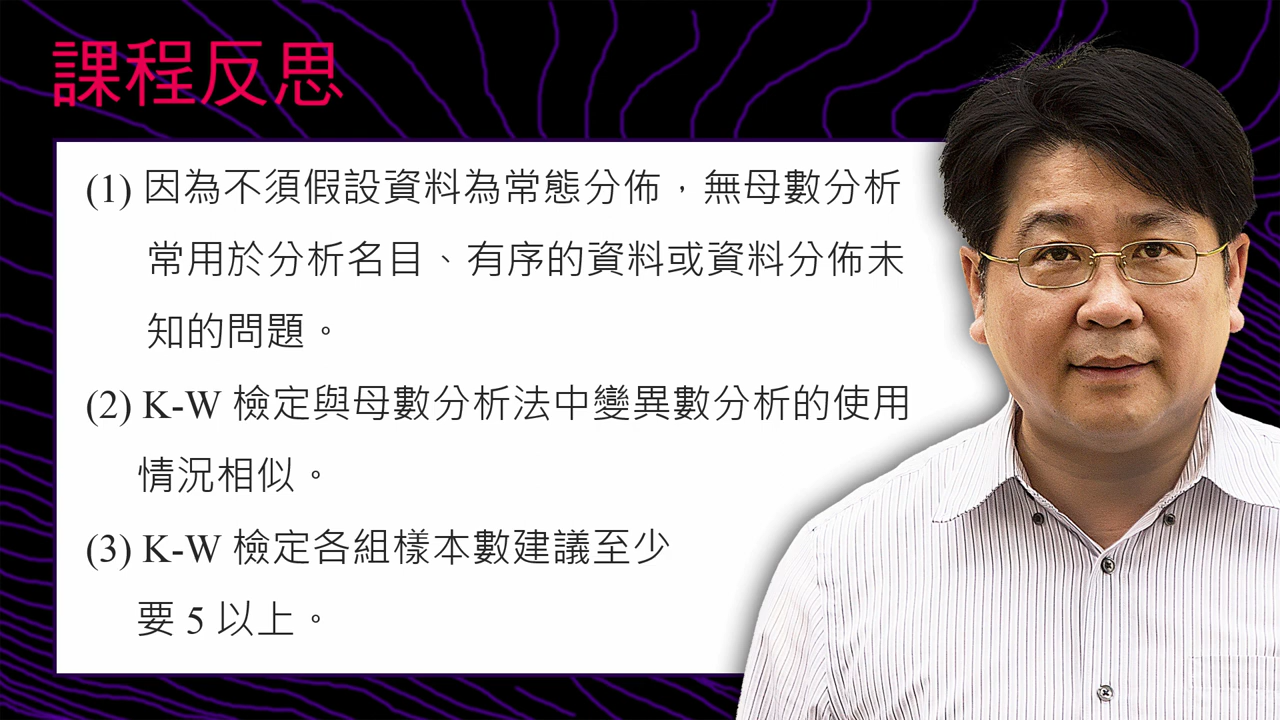 課程反思
(1) 因為不須假設資料為常態分佈，無母數分析
常用於分析名目、有序的資料或資料分佈未
知的問題。
(2) K-W 檢定與母數分析法中變異數分析的使用
情況相似。
(3) K-W 檢定各組樣本數建議至少
要 5 以上。